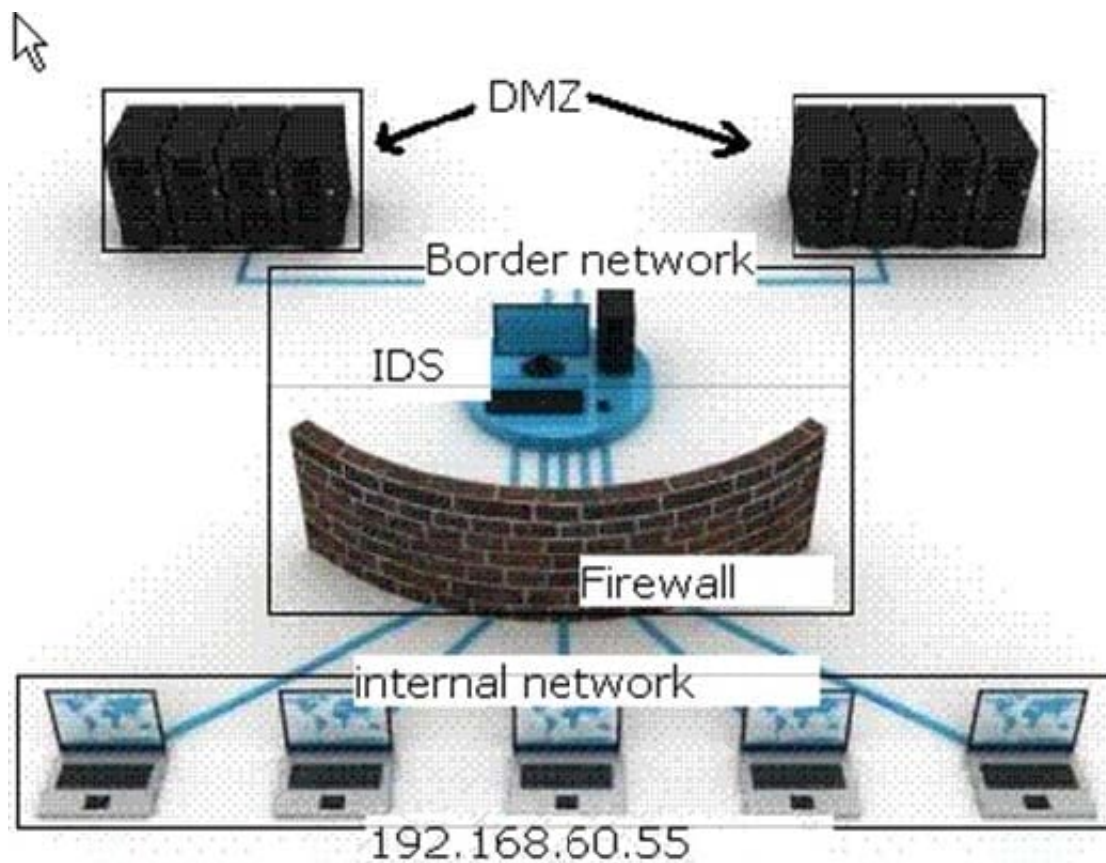 DMZ
Border network
IDS
Firewall
internal network
192.168.60.55